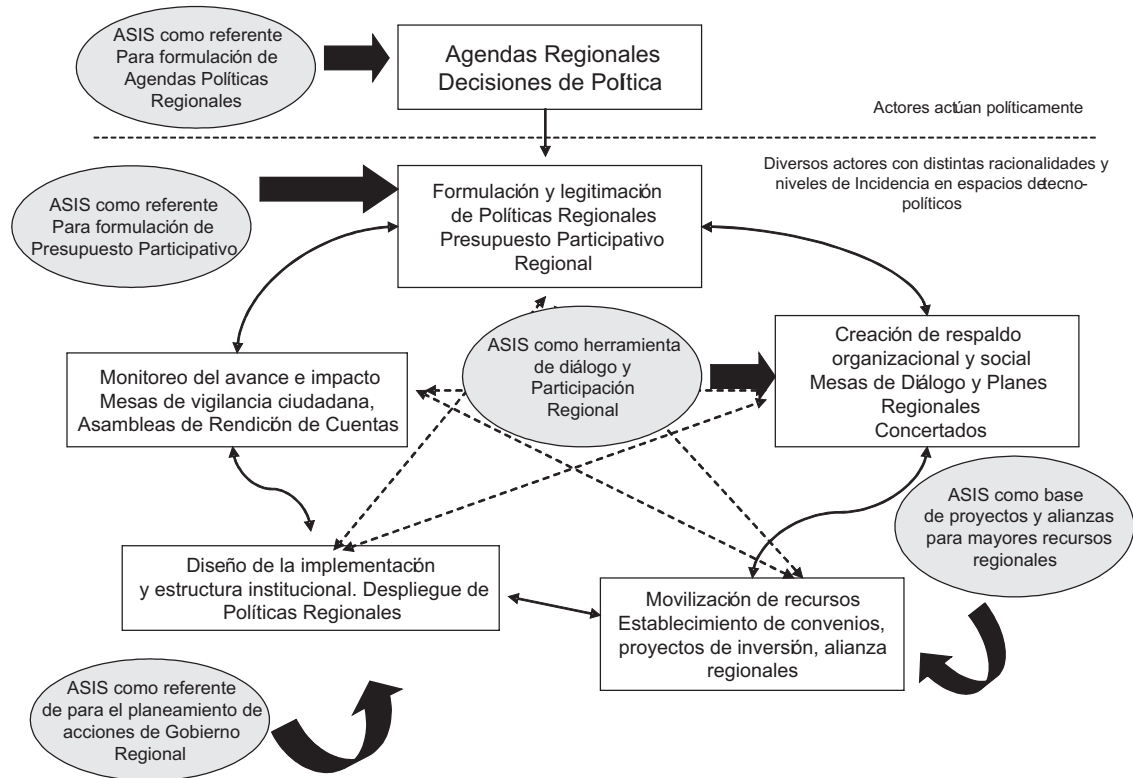 ASIS como referente
Para formulación de
Agendas Políticas
Regionales
Agendas Regionales
Decisiones de Política
Actores actúan políticamente
Diversos actores con distintas racionalidades y
niveles de Incidencia en espacios detecno-
políticos
ASIS como referente
Para formulación de
Presupuesto Participativo
Formulación y legitimación
de Políticas Regionales
Presupuesto Participativo
Regional
ASIS como herramienta
de diálogo y
Participación
Regional
Creación de respaldo
organizacional y social
Mesas de Diálogo y Planes
Regionales
Concertados
Monitoreo del avance e impacto
Mesas de vigilancia ciudadana,
Asambleas de Rendición de Cuentas
ASIS como base
de proyectos y alianzas
para mayores recursos
regionales
Diseño de la implementación
y estructura institucional. Despliegue de
Políticas Regionales
Movilización de recursos
Establecimiento de convenios,
proyectos de inversión, alianza
regionales
ASIS como referente
de para el planeamiento de
acciones de Gobierno
Regional